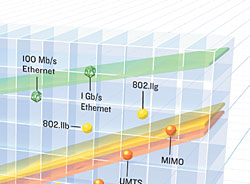 100 Mb/s
Ethernet
1 Gb/s
Ethernet
802.11g
802.11b
MIMO
UMTS